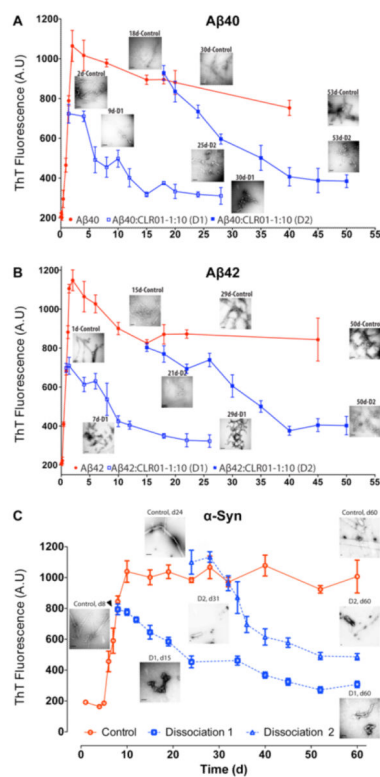 A
Aβ40
ThT Fluorescence (A.U)
1200
1000
800
600
400
200
18d-Control
30d-Control
2d-Control
9d-D1
53d-Control
25d-D2
53d-D2
30d-D1
Aβ40 Aβ40:CLR01-1:10 (D1) Aβ40:CLR01-1:10 (D2)
0 5 10 15 20 25 30 35 40 45 50 55
B
Aβ42
ThT Fluorescence (A.U)
1200
1000
800
600
400
200
15d-Control
29d-Control
1d-Control
50d-Control
21d-D2
7d-D1
29d-D1
50d-D2
Aβ42 Aβ42:CLR01-1:10 (D1) Aβ42:CLR01-1:10 (D2)
0 5 10 15 20 25 30 35 40 45 50 55
C
α-Syn
ThT Fluorescence (A.U)
1200
1000
800
600
400
200
0
Control, d24
Control, d60
Control, d8
D2, d31
D2, d60
D1, d15
D1, d60
Control Dissociation 1 Dissociation 2
0 10 20 30 40 50 60
Time (d)